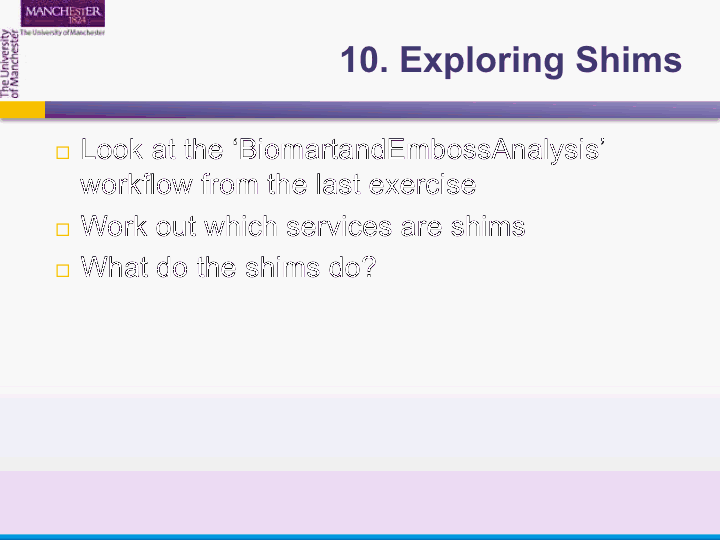 MANCHESTER
1824
The University of Manchester
The University
of Manchester
10. Exploring Shims
Look at the ‘BiomartandEmbossAnalysis’
workflow from the last exercise
Work out which services are shims
What do the shims do?